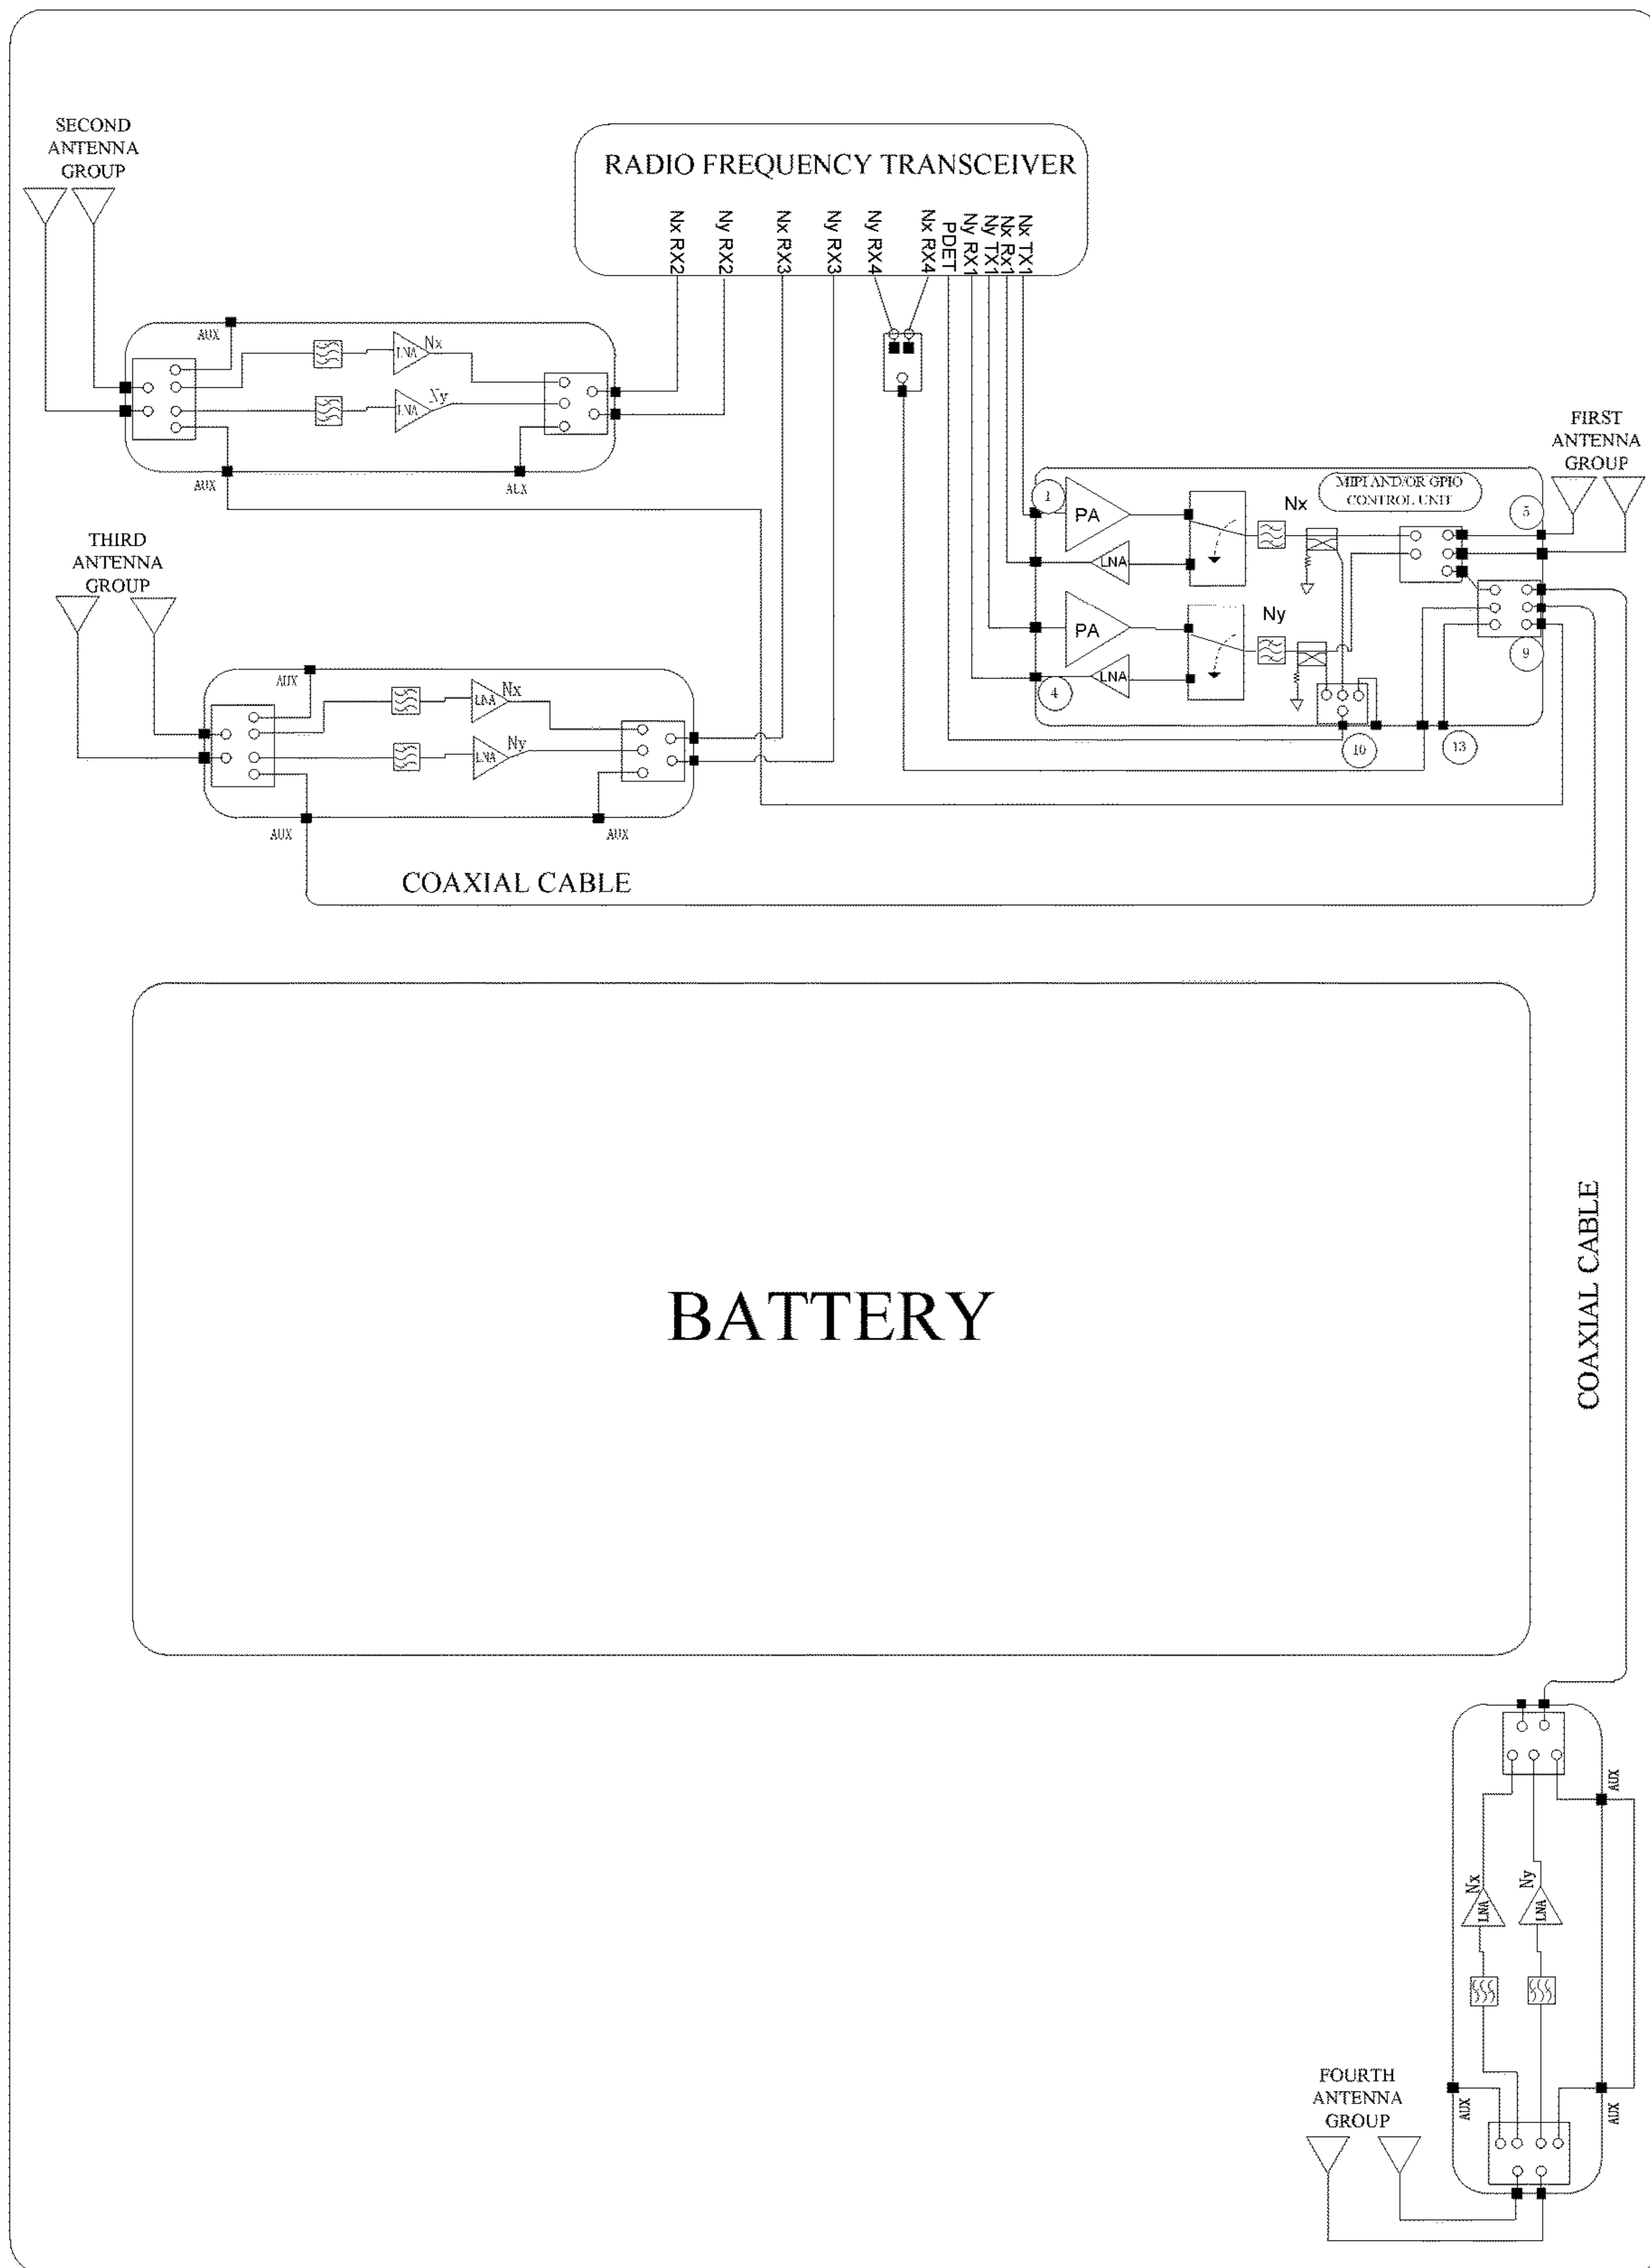 SECOND
ANTENNA
GROUP
RADIO FREQUENCY TRANSCEIVER
Nx RX2
Ny RX2
Nx RX3
Ny RX3
Ny RX4
Nx RX4
PDET
Ny RX1
Ny TX1
Nx Rx1
Nx TX1
AUX
LNA
Nx
LNA
Ny
AUX
AUX
FIRST
ANTENNA
GROUP
MIPI AND/OR GPIO
CONTROL UNIT
1
PA
Nx
5
LNA
PA
Ny
9
4
LNA
10
13
THIRD
ANTENNA
GROUP
AUX
LNA
Nx
LNA
Ny
AUX
AUX
COAXIAL CABLE
COAXIAL CABLE
BATTERY
AUX
Nx
Ny
LNA
LNA
AUX
AUX
FOURTH
ANTENNA
GROUP